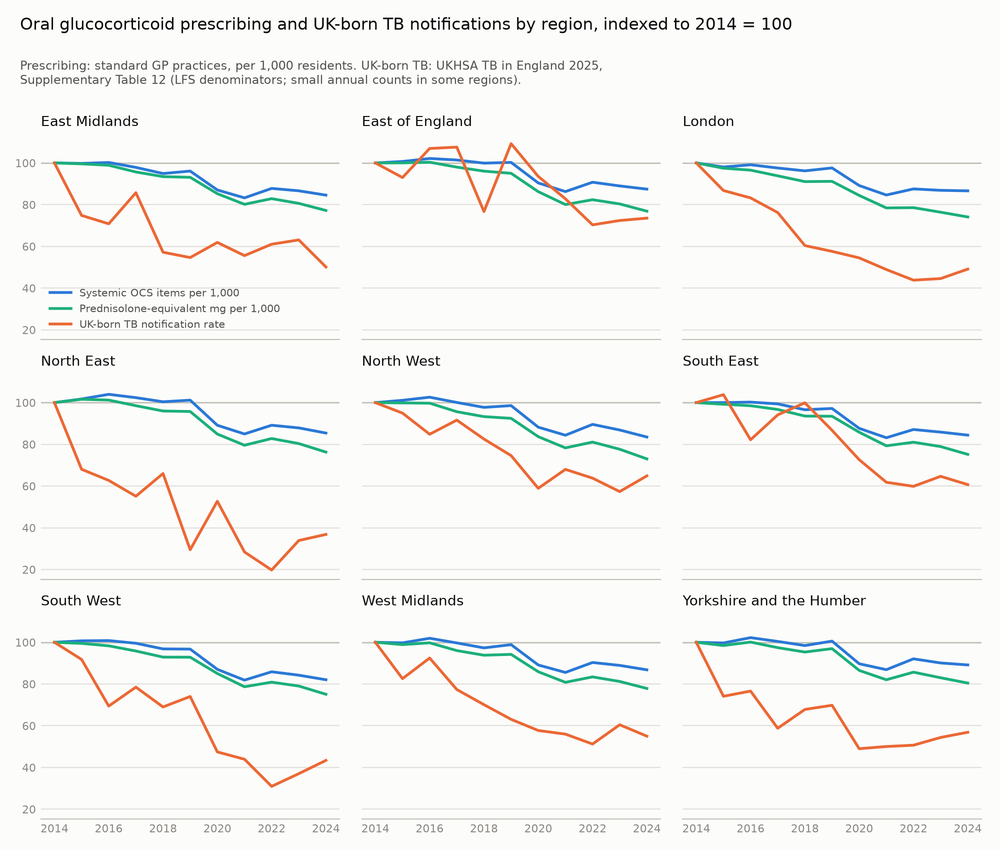 Oral glucocorticoid prescribing and UK-born TB notifications by region, indexed to 2014 = 100
Prescribing: standard GP practices, per 1,000 residents. UK-born TB: UKHSA TB in England 2025,
Supplementary Table 12 (LFS denominators; small annual counts in some regions).
East Midlands
East of England
London
100
80
60
40
20
Systemic OCS items per 1,000
Prednisolone-equivalent mg per 1,000
UK-born TB notification rate
North East
North West
South East
100
80
60
40
20
South West
West Midlands
Yorkshire and the Humber
100
80
60
40
20
2014 2016 2018 2020 2022 2024
2014 2016 2018 2020 2022 2024
2014 2016 2018 2020 2022 2024